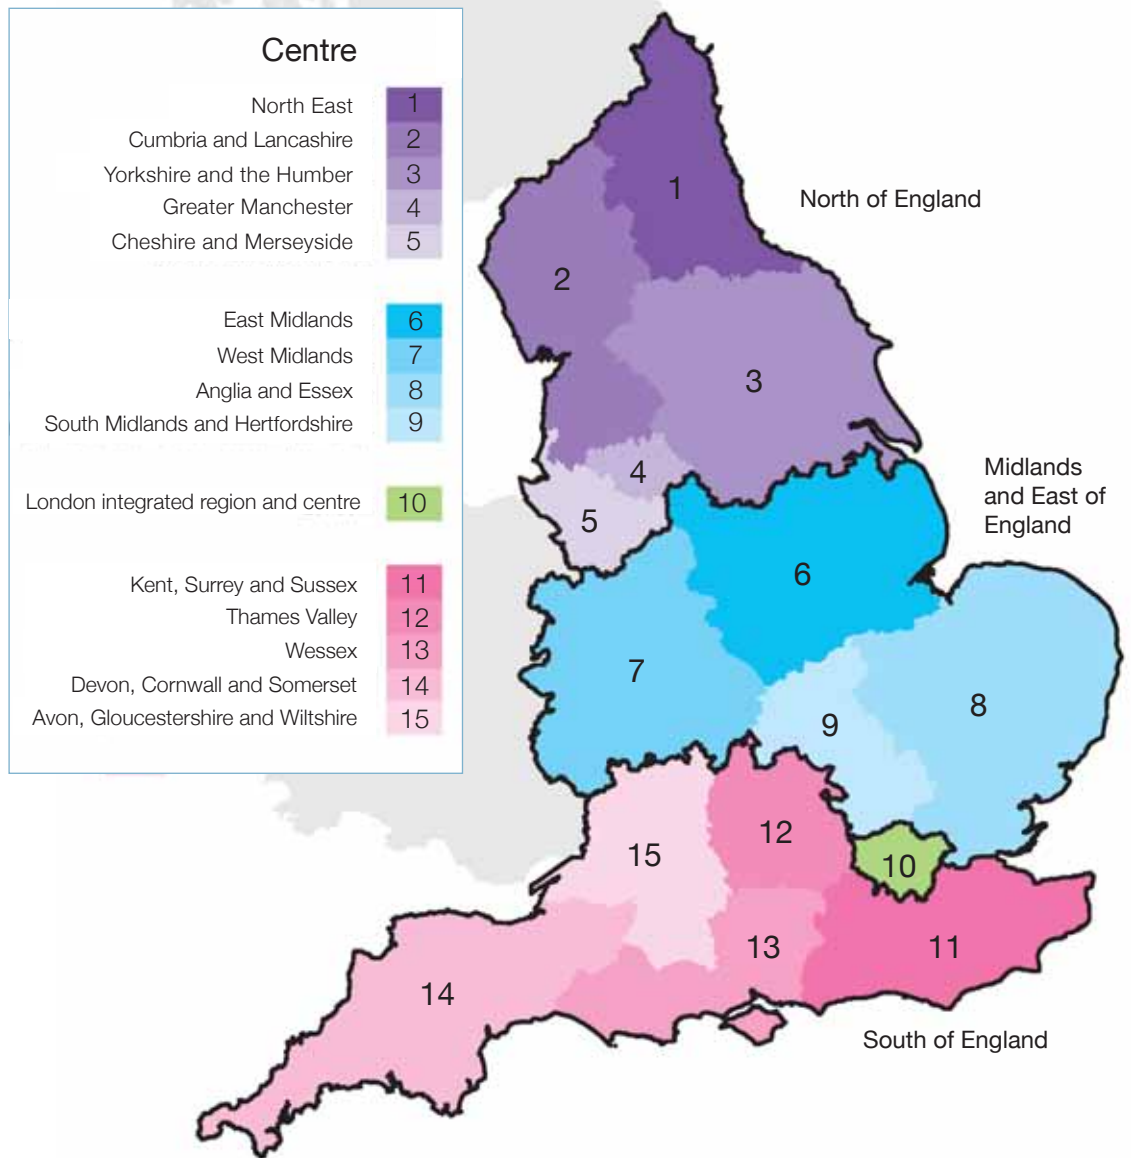 Centre
North East 1
Cumbria and Lancashire 2
Yorkshire and the Humber 3
Greater Manchester 4
Cheshire and Merseyside 5
East Midlands 6
West Midlands 7
Anglia and Essex 8
South Midlands and Hertfordshire 9
London integrated region and centre 10
Kent, Surrey and Sussex 11
Thames Valley 12
Wessex 13
Devon, Cornwall and Somerset 14
Avon, Gloucestershire and Wiltshire 15
1
North of England
2
3
4
Midlands
and East of
England
5
6
7
8
9
12
15
10
13
11
14
South of England